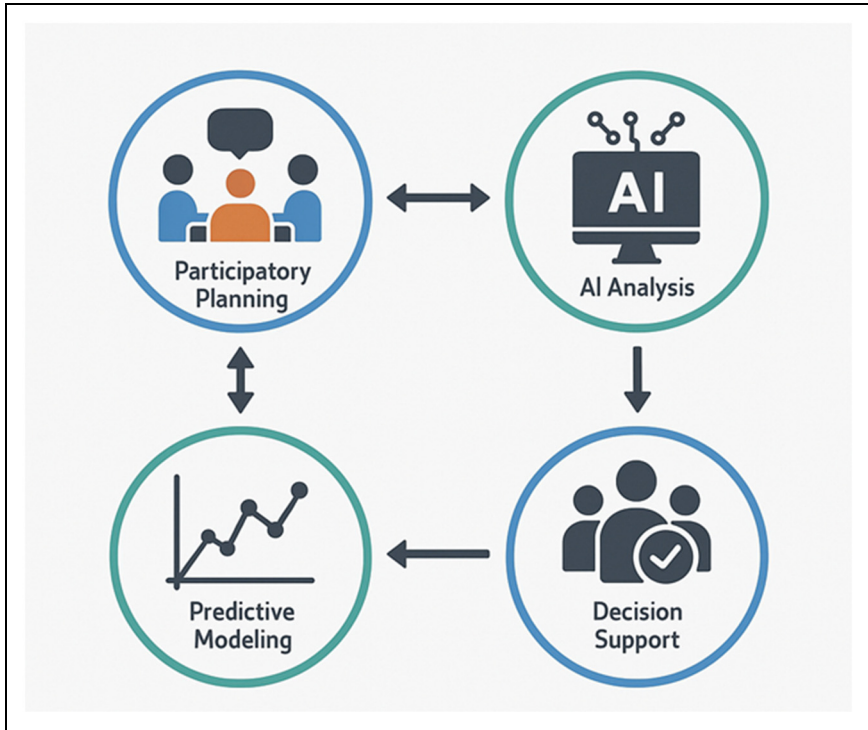 Participatory
Planning
AI
AI Analysis
Predictive
Modeling
Decision
Support